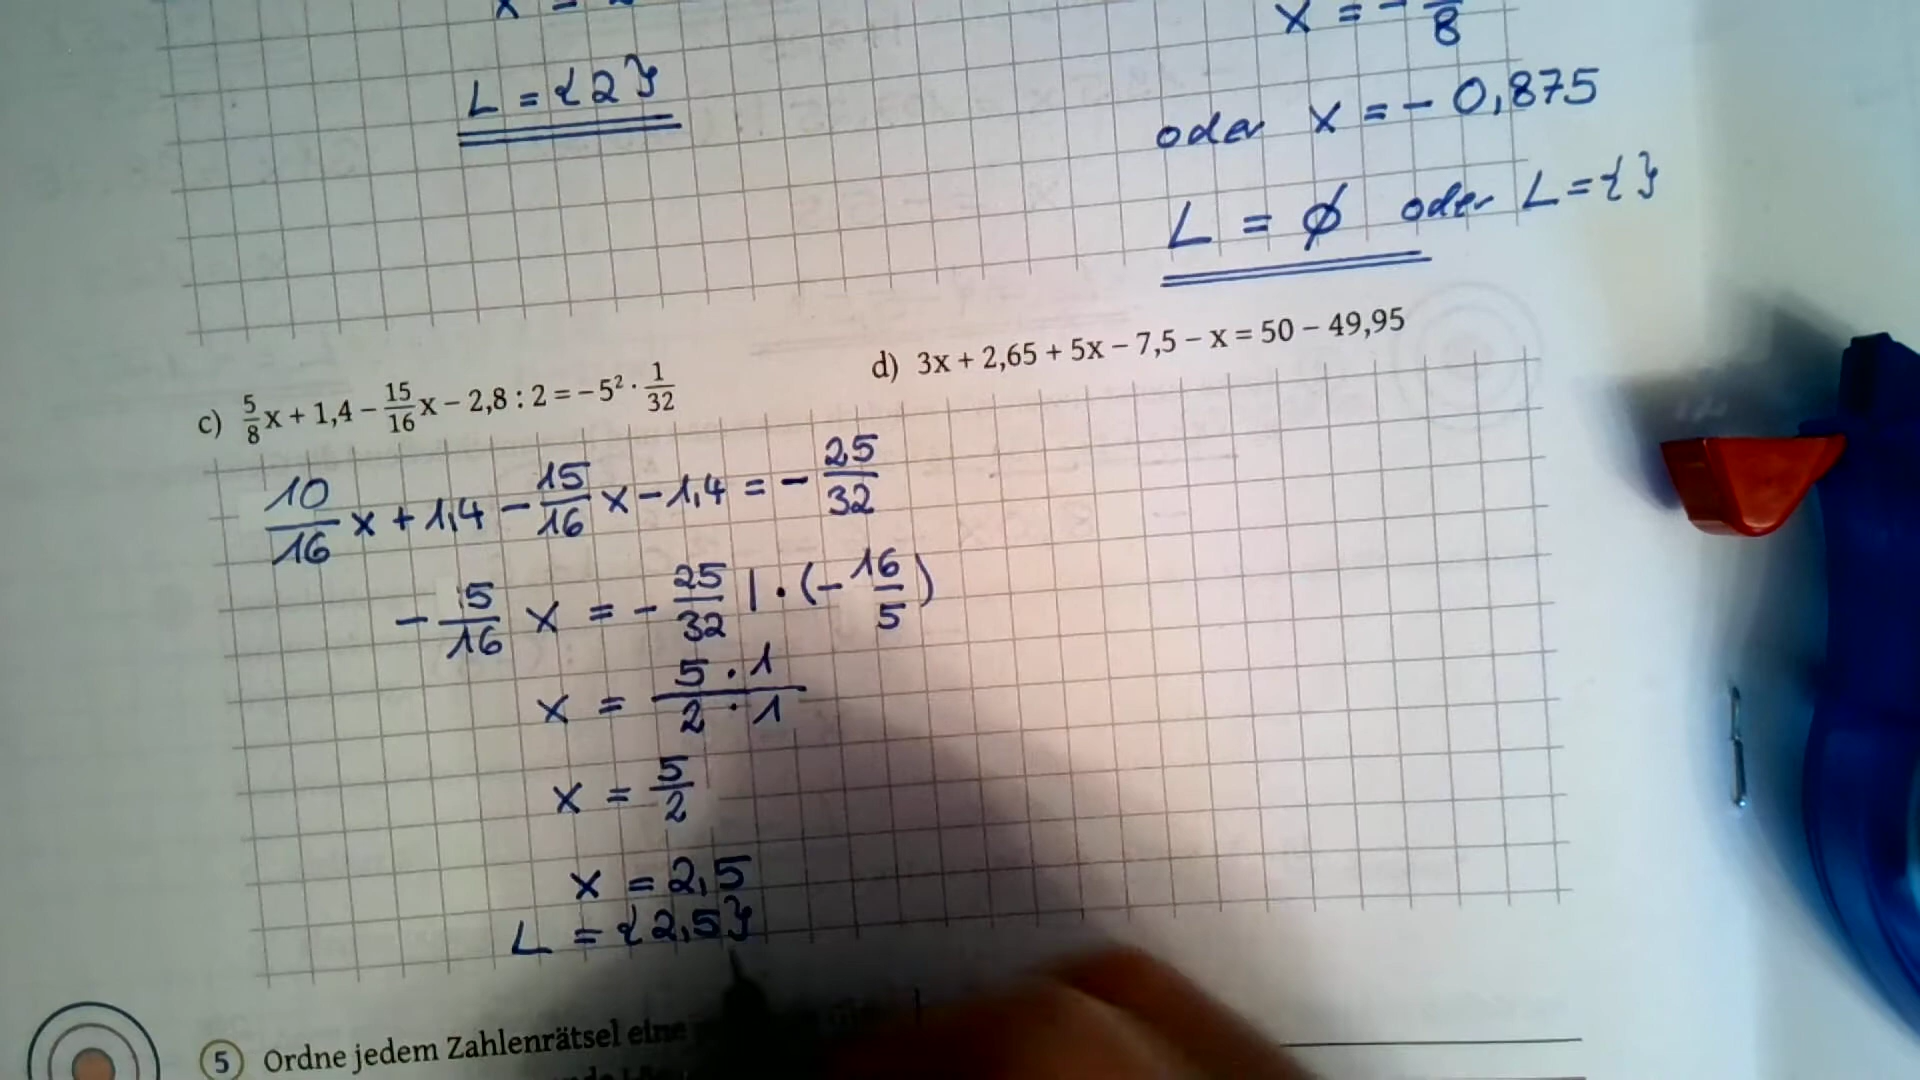 L = {2}
x = - /8
oder x = - 0,875
L = ∅ oder L = { }
c) 5/8 x + 1,4 − 15/16 x − 2,8 : 2 = − 5² · 1/32
10/16 x + 1,4 − 15/16 x − 1,4 = − 25/32
− 5/16 x = − 25/32 | · (− 16/5)
x = 5 · 1 / 2 · 1
x = 5/2
x = 2,5
L = {2,5}
d) 3x + 2,65 + 5x − 7,5 − x = 50 − 49,95
5 Ordne jedem Zahlenrätsel eine